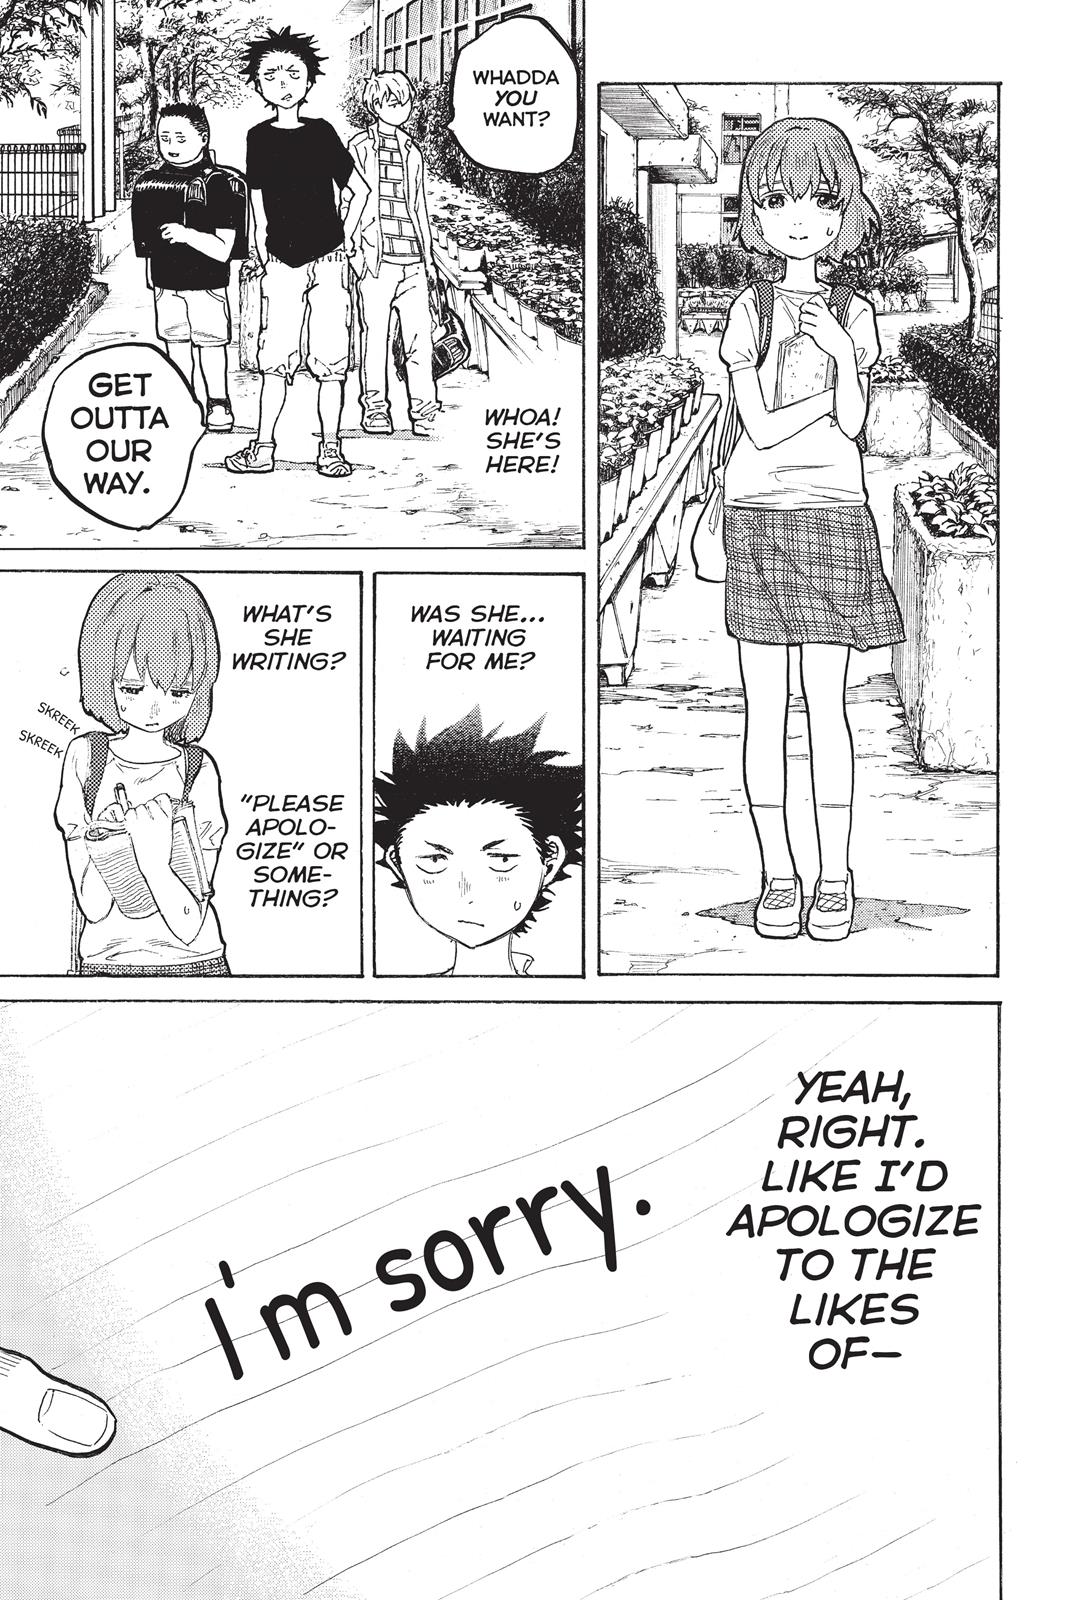 WHADDA
YOU
WANT?
WHOA!
SHE'S
HERE!
GET
OUTTA
OUR
WAY.
WAS SHE...
WAITING
FOR ME?
WHAT'S
SHE
WRITING?
SKREEK
SKREEK
"PLEASE
APOLO-
GIZE" OR
SOME-
THING?
YEAH,
RIGHT.
LIKE I'D
APOLOGIZE
TO THE
LIKES
OF—
I'm sorry.